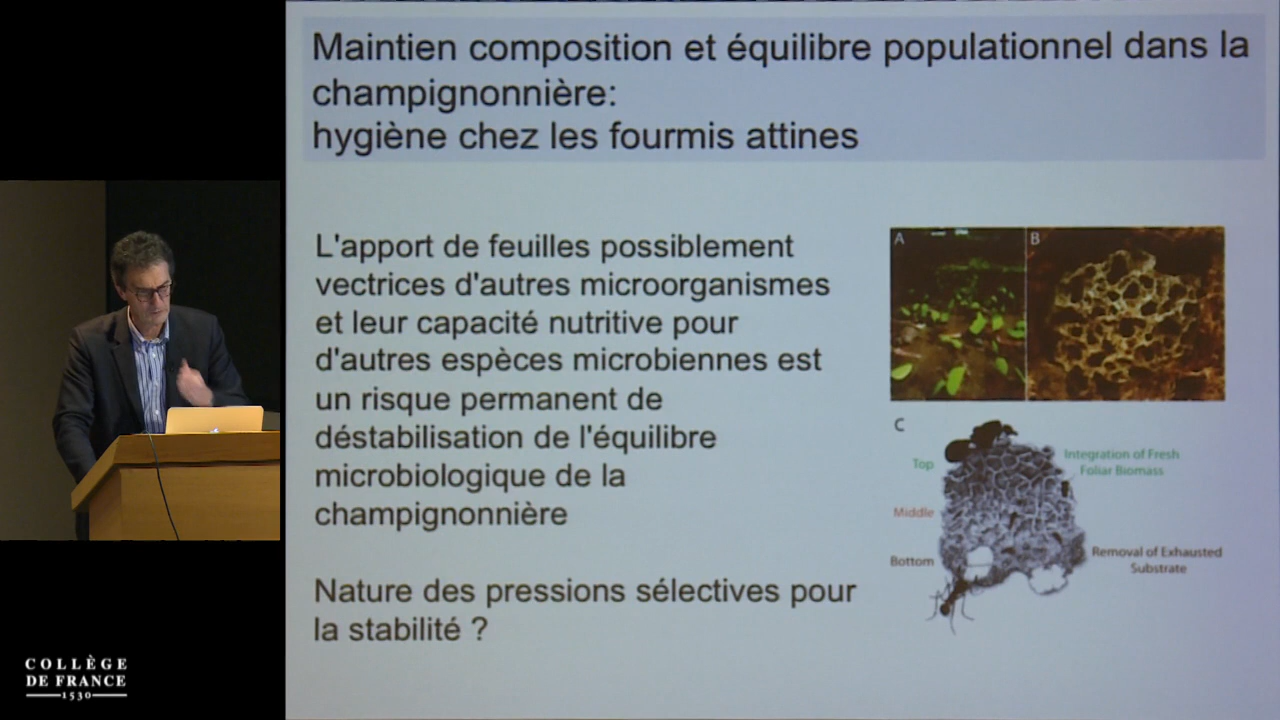 Maintien composition et équilibre populationnel dans la
champignonnière:
hygiène chez les fourmis attines
L'apport de feuilles possiblement
vectrices d'autres microorganismes
et leur capacité nutritive pour
d'autres espèces microbiennes est
un risque permanent de
déstabilisation de l'équilibre
microbiologique de la
champignonnière
Nature des pressions sélectives pour
la stabilité ?
A
B
C
Top
Integration of Fresh
Foliar Biomass
Middle
Bottom
Removal of Exhausted
Substrate
COLLÈGE
DE FRANCE
1530